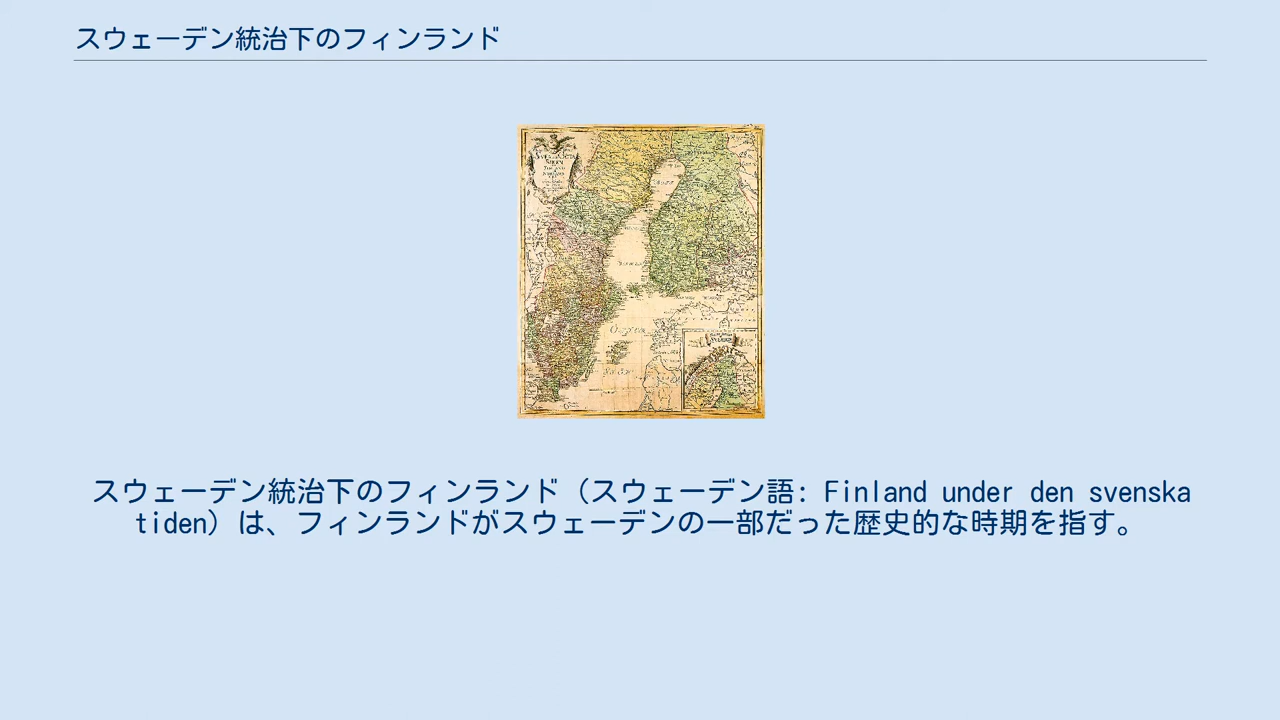 スウェーデン統治下のフィンランド
スウェーデン統治下のフィンランド（スウェーデン語: Finland under den svenska
tiden）は、フィンランドがスウェーデンの一部だった歴史的な時期を指す。